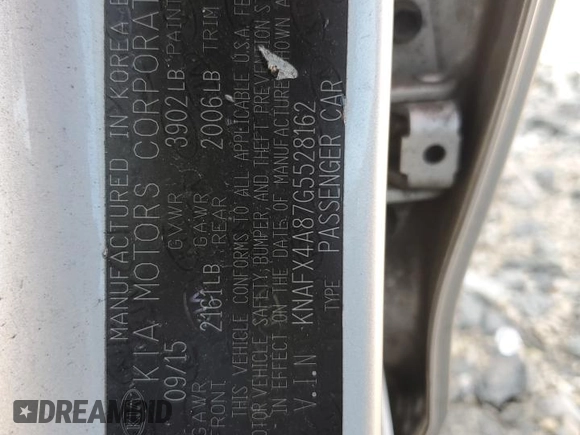 MANUFACTURED IN KOREA
KIA MOTORS CORPORAT
09/15 GVWR 3902LB PAINT
GAWR FRONT 2161LB GAWR REAR 2006LB TRIM
THIS VEHICLE CONFORMS TO ALL APPLICABLE U.S.A. FE
OTOR VEHICLE SAFETY, BUMPER, AND THEFT PREVENTION S
IN EFFECT ON THE DATE OF MANUFACTURE SHOWN A
V.I.N KNAFX4A87G5528162
TYPE PASSENGER CAR
DREAMBID